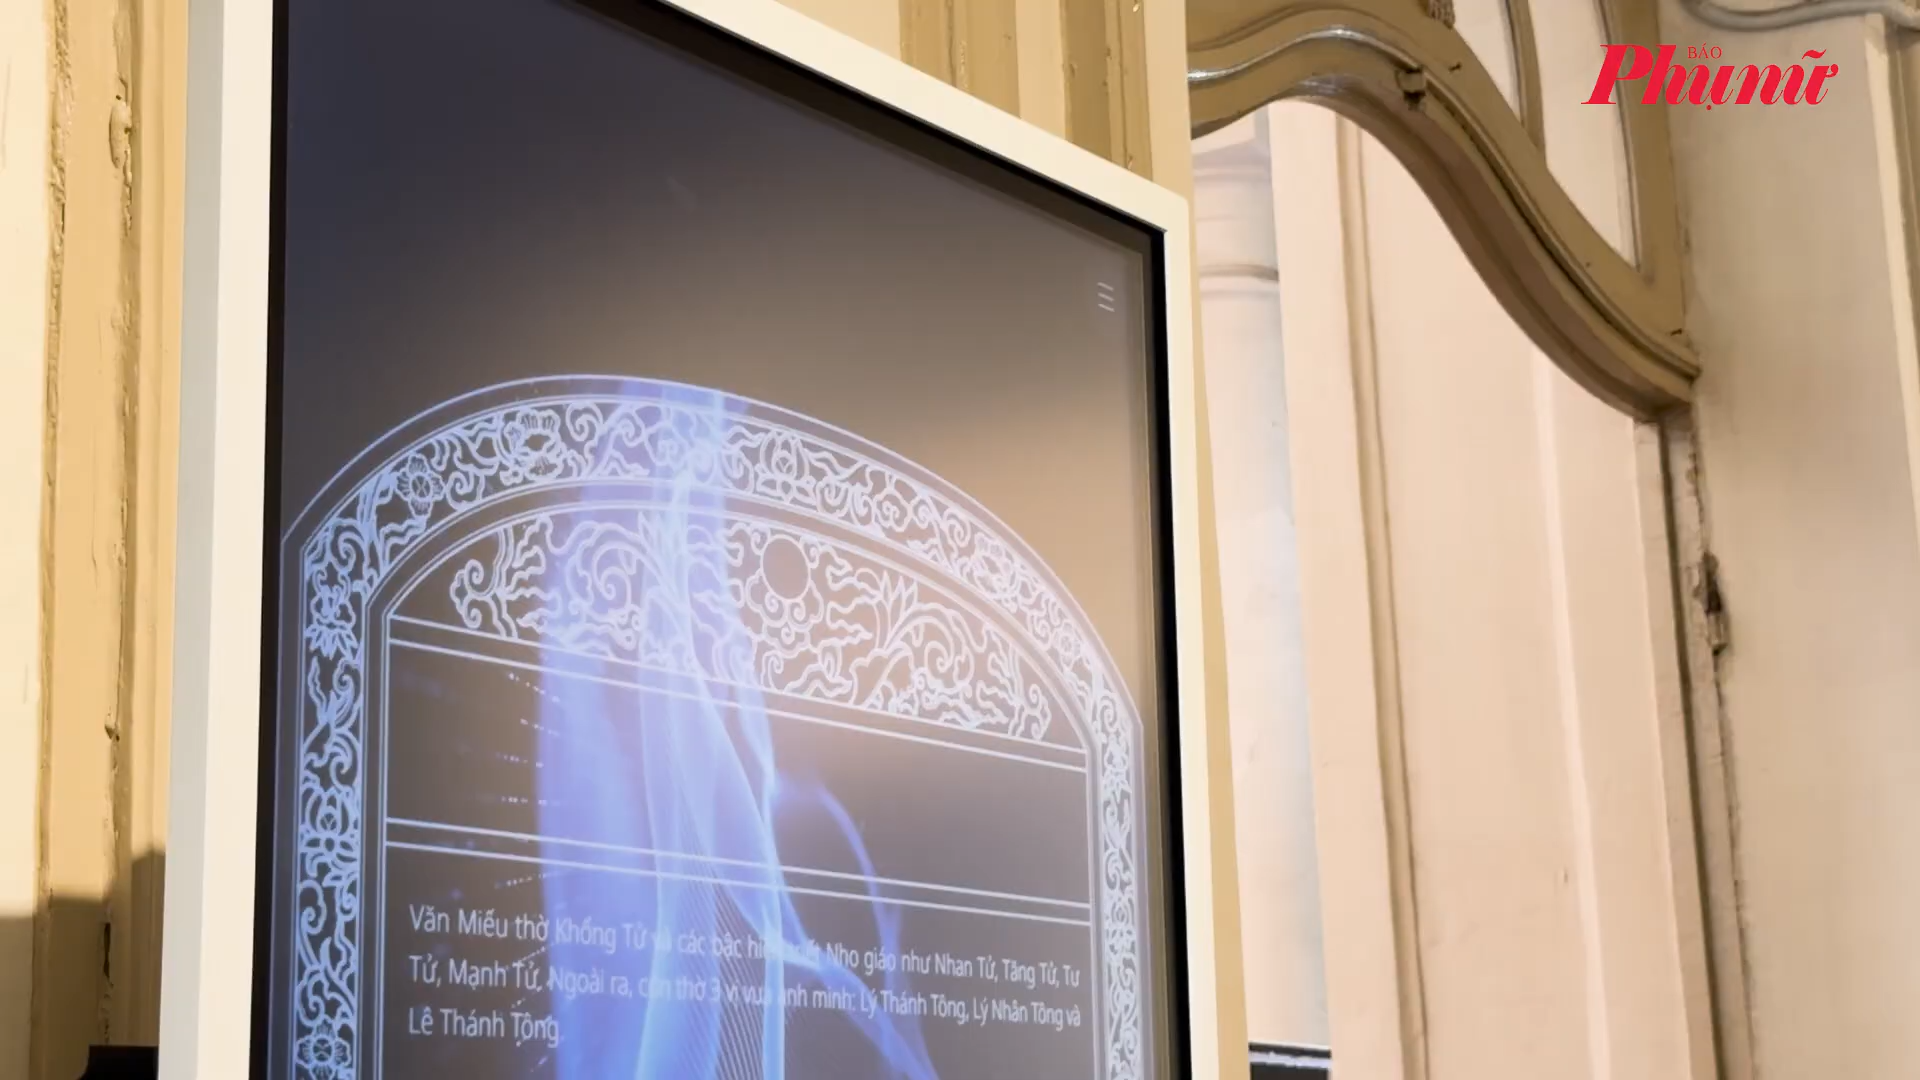 BÁO
Phụ nữ
Văn Miếu thờ Khổng Tử và các bậc hiền triết Nho giáo như Nhan Tử, Tăng Tử, Tư
Tử, Mạnh Tử. Ngoài ra, còn thờ 3 vị vua anh minh: Lý Thánh Tông, Lý Nhân Tông và
Lê Thánh Tông.